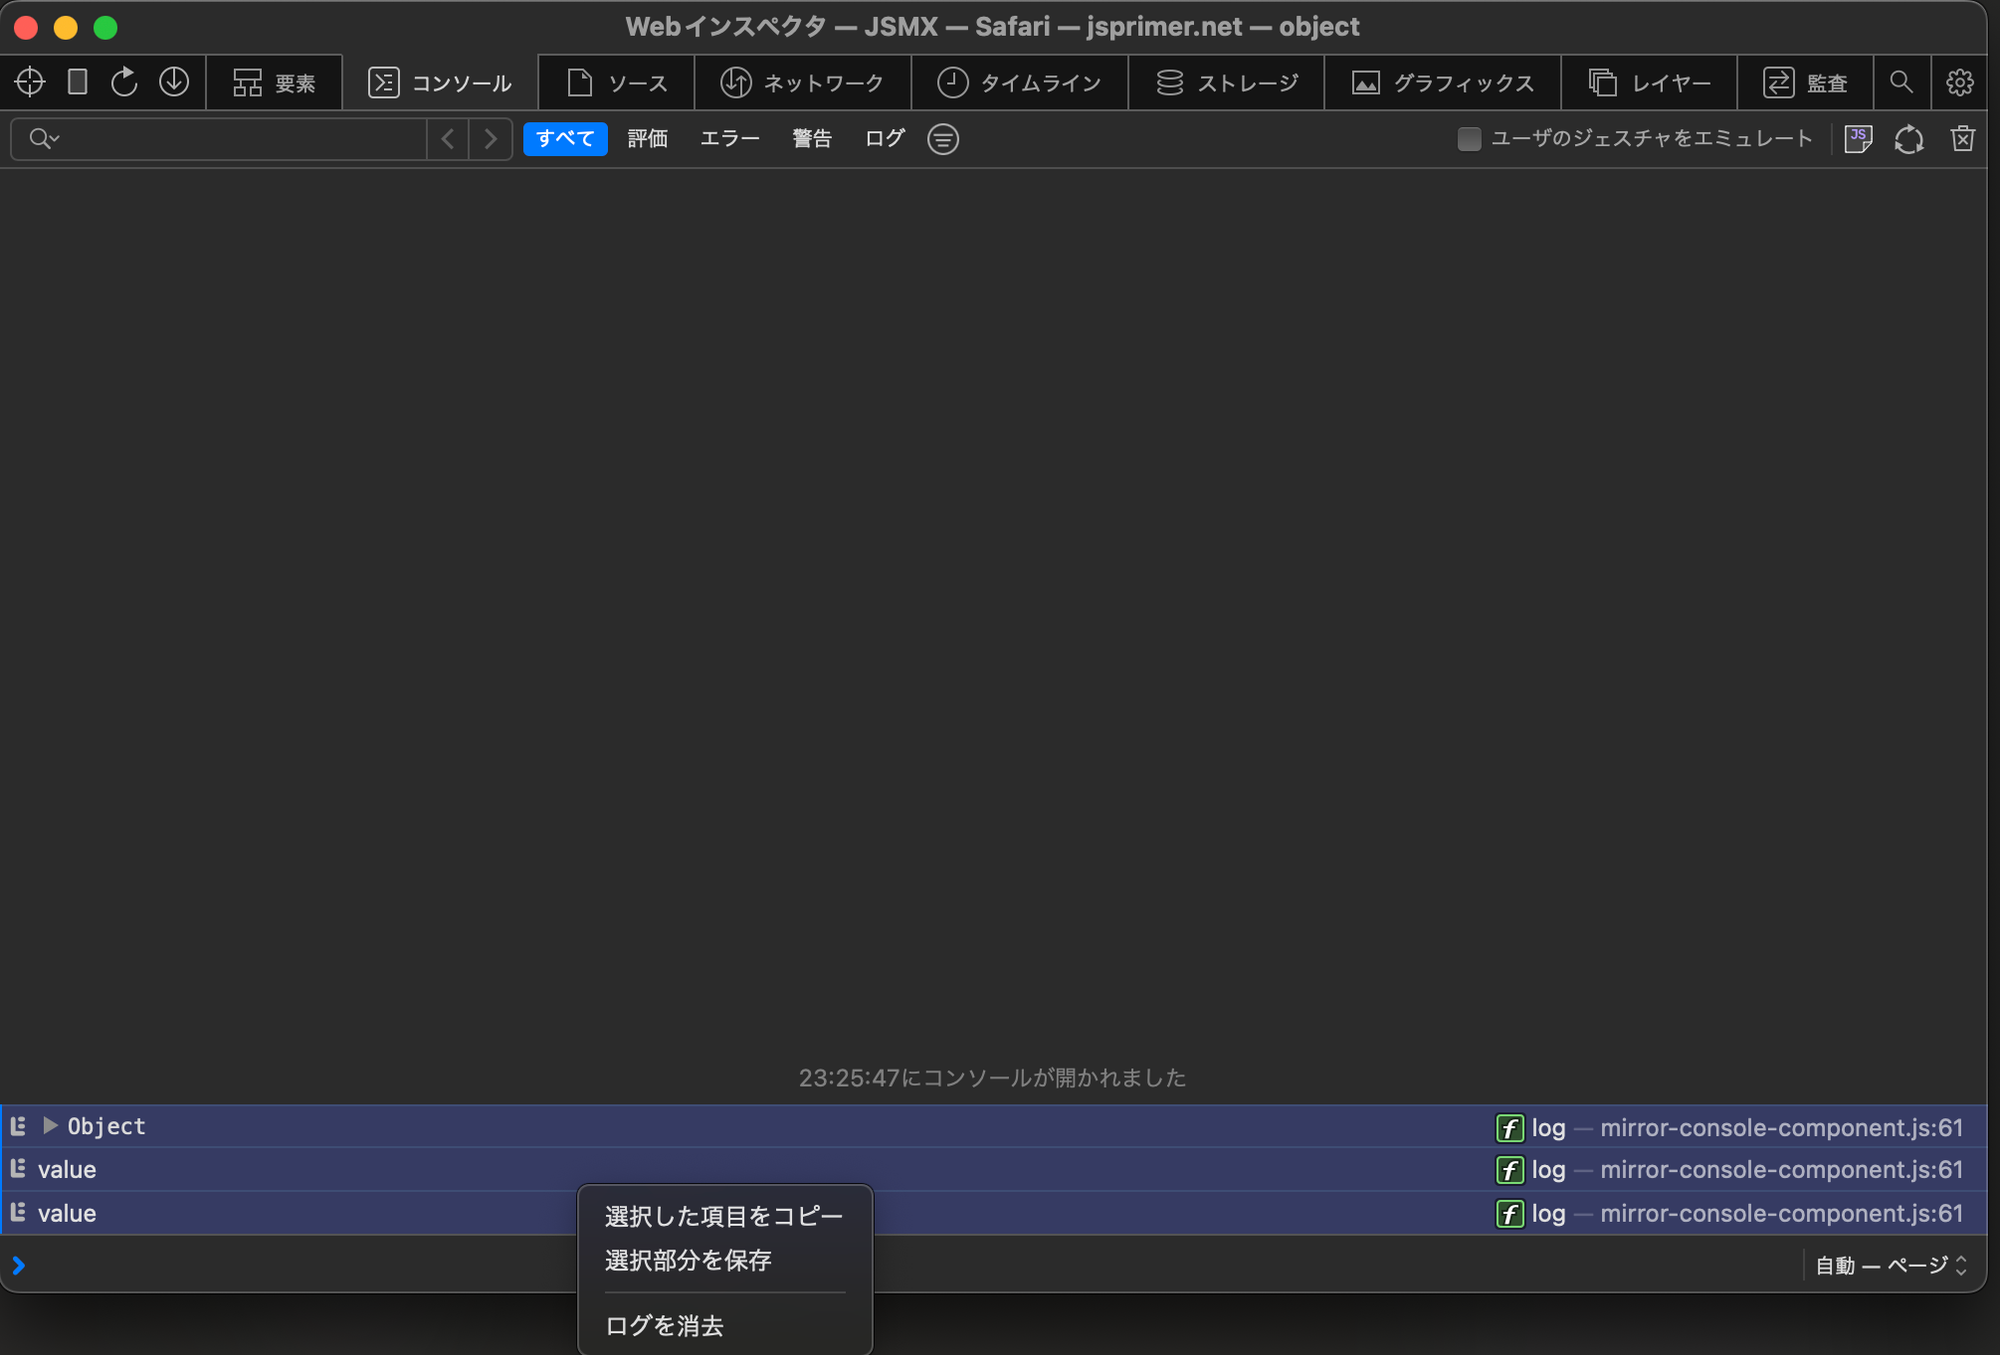 Webインスペクタ — JSMX — Safari — jsprimer.net — object
要素 コンソール ソース ネットワーク タイムライン ストレージ グラフィックス レイヤー 監査
すべて 評価 エラー 警告 ログ ユーザのジェスチャをエミュレート JS
23:25:47にコンソールが開かれました
Object f log — mirror-console-component.js:61
value f log — mirror-console-component.js:61
value f log — mirror-console-component.js:61
選択した項目をコピー
選択部分を保存
自動 — ページ
ログを消去